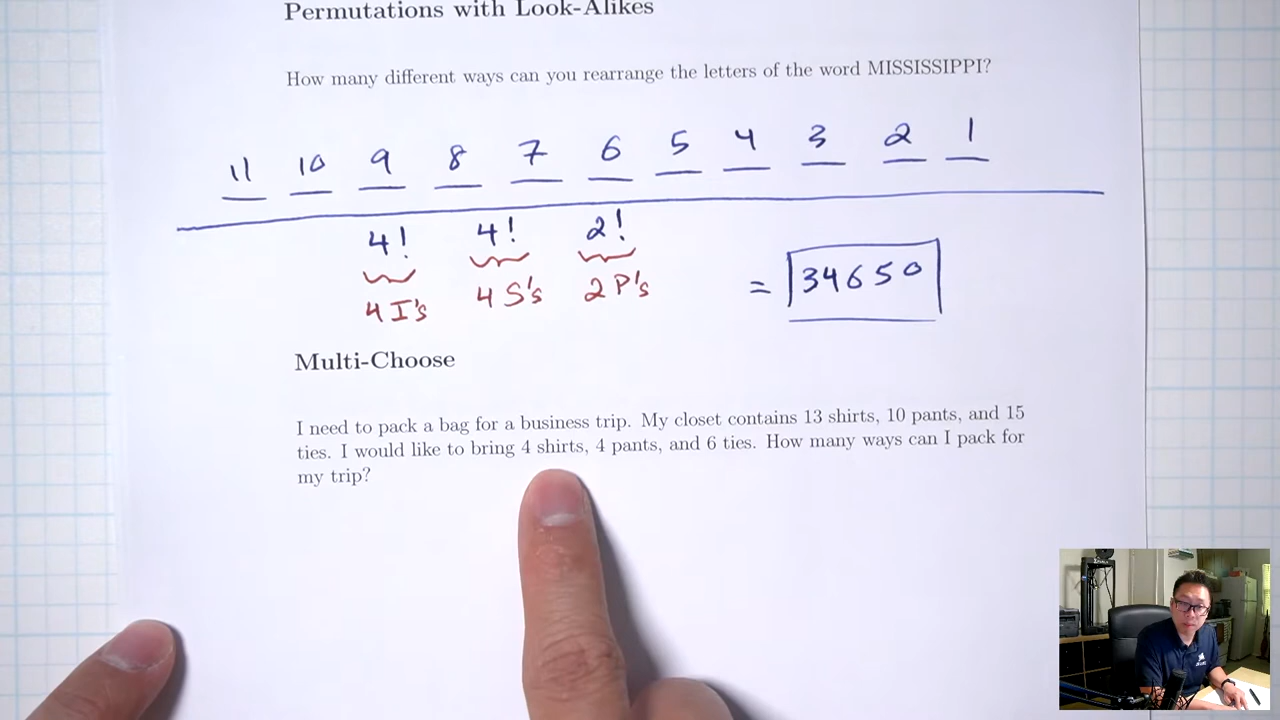 Permutations with Look-Alikes
How many different ways can you rearrange the letters of the word MISSISSIPPI?
11 10 9 8 7 6 5 4 3 2 1
4! 4! 2!
4 I's 4 S's 2 P's
= 34650
Multi-Choose
I need to pack a bag for a business trip. My closet contains 13 shirts, 10 pants, and 15
ties. I would like to bring 4 shirts, 4 pants, and 6 ties. How many ways can I pack for
my trip?